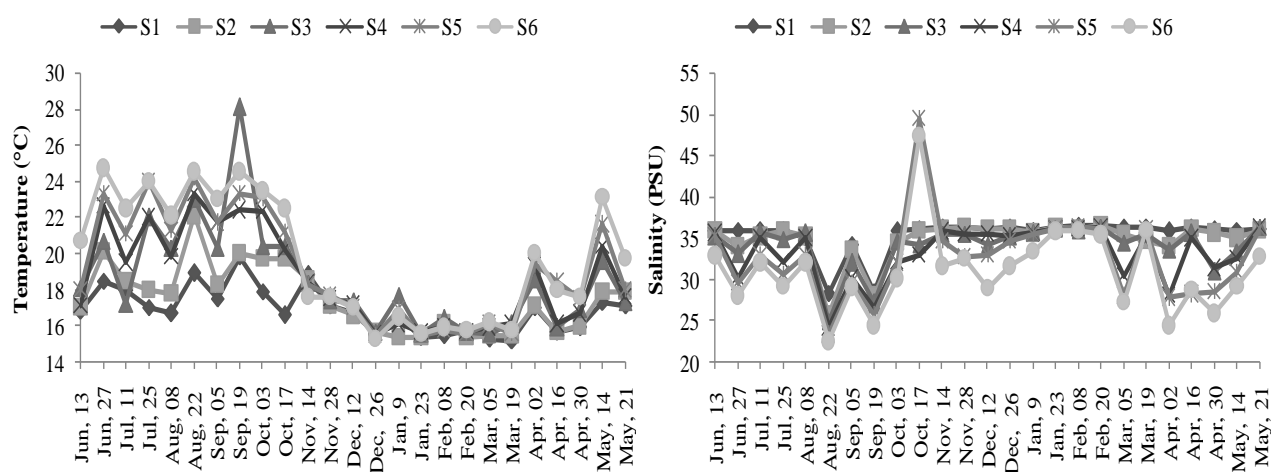 S1 S2 S3 S4 S5 S6
30
28
26
24
22
20
18
16
14
Temperature (°C)
Jun, 13
Jun, 27
Jul, 11
Jul, 25
Aug, 08
Aug, 22
Sep, 05
Sep, 19
Oct, 03
Oct, 17
Nov, 14
Nov, 28
Dec, 12
Dec, 26
Jan, 9
Jan, 23
Feb, 08
Feb, 20
Mar, 05
Mar, 19
Apr, 02
Apr, 16
Apr, 30
May, 14
May, 21
S1 S2 S3 S4 S5 S6
55
50
45
40
35
30
25
20
Salinity (PSU)
Jun, 13
Jun, 27
Jul, 11
Jul, 25
Aug, 08
Aug, 22
Sep, 05
Sep, 19
Oct, 03
Oct, 17
Nov, 14
Nov, 28
Dec, 12
Dec, 26
Jan, 9
Jan, 23
Feb, 08
Feb, 20
Mar, 05
Mar, 19
Apr, 02
Apr, 16
Apr, 30
May, 14
May, 21